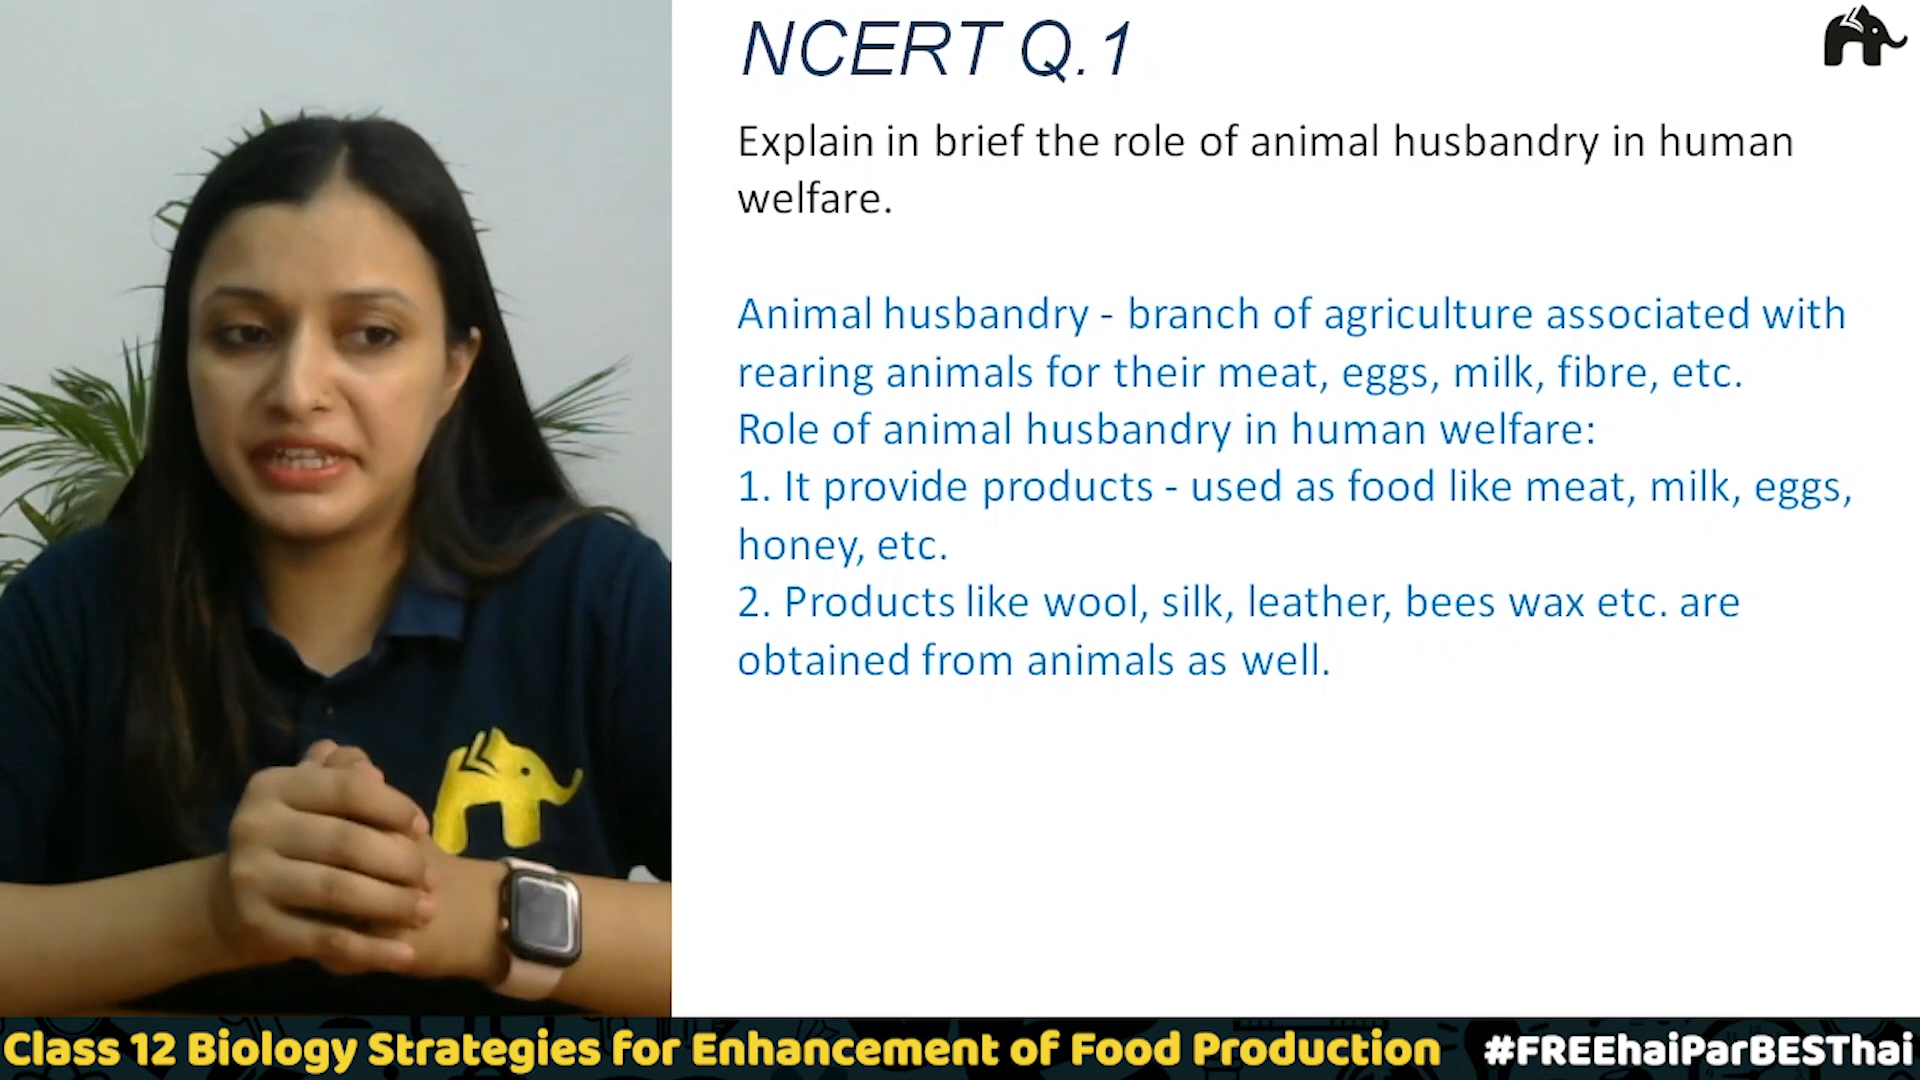 NCERT Q.1
Explain in brief the role of animal husbandry in human
welfare.
Animal husbandry - branch of agriculture associated with
rearing animals for their meat, eggs, milk, fibre, etc.
Role of animal husbandry in human welfare:
1. It provide products - used as food like meat, milk, eggs,
honey, etc.
2. Products like wool, silk, leather, bees wax etc. are
obtained from animals as well.
Class 12 Biology Strategies for Enhancement of Food Production #FREEhaiParBESThai